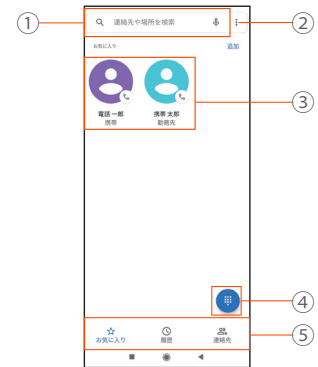 ① 連絡先や場所を検索 ②
お気に入り 追加
③
電話 一郎 携帯 太郎
携帯 勤務先
④
お気に入り 履歴 連絡先 ⑤